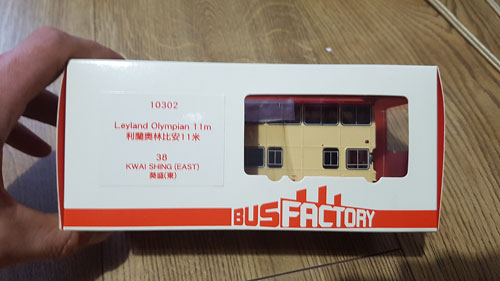 10302
Leyland Olympian 11m
利蘭奧林比安11米
38
KWAI SHING (EAST)
葵盛(東)
BUSFACTORY